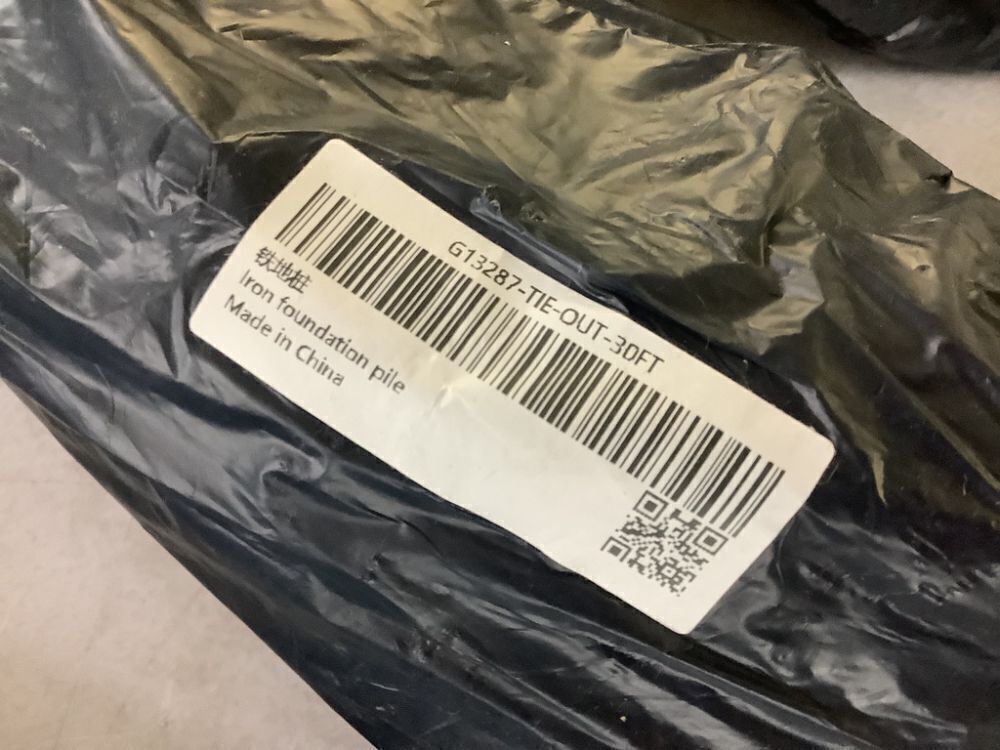 G13287-TIE-OUT-30FT
铁地桩
Iron foundation pile
Made in China